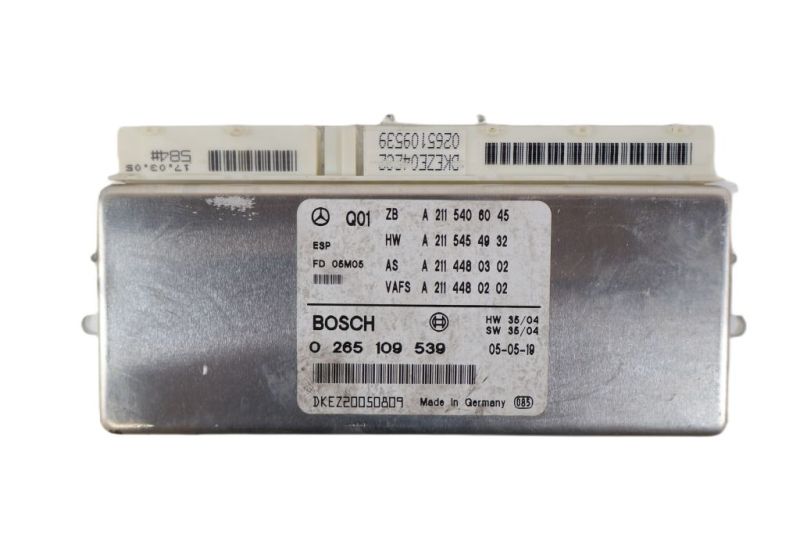 584#
17.03.05
0265109539
DKEZE04202
Q01
ESP
FD 05M05
ZB A 211 540 60 45
HW A 211 545 49 32
AS A 211 448 03 02
VAFS A 211 448 02 02
BOSCH
HW 35/04
SW 35/04
0 265 109 539
05-05-19
DKEZ20050809
Made in Germany
085